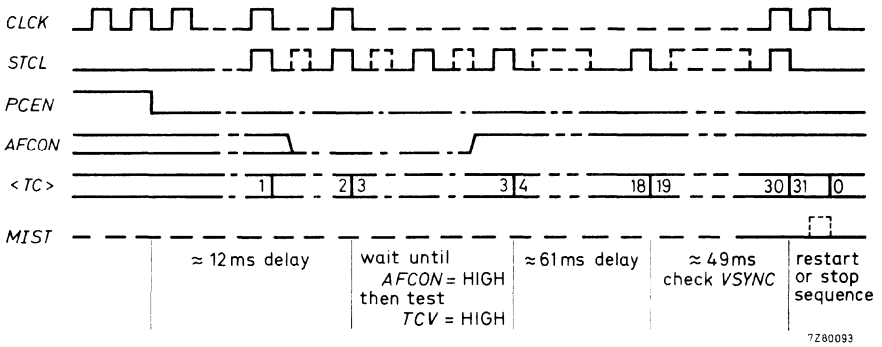 CLCK
STCL
PCEN
AFCON
<TC> 1 2 3 3 4 18 19 30 31 0
MIST
≈ 12 ms delay
wait until
AFCON = HIGH
then test
TCV = HIGH
≈ 61 ms delay
≈ 49 ms
check VSYNC
restart
or stop
sequence
7Z80093